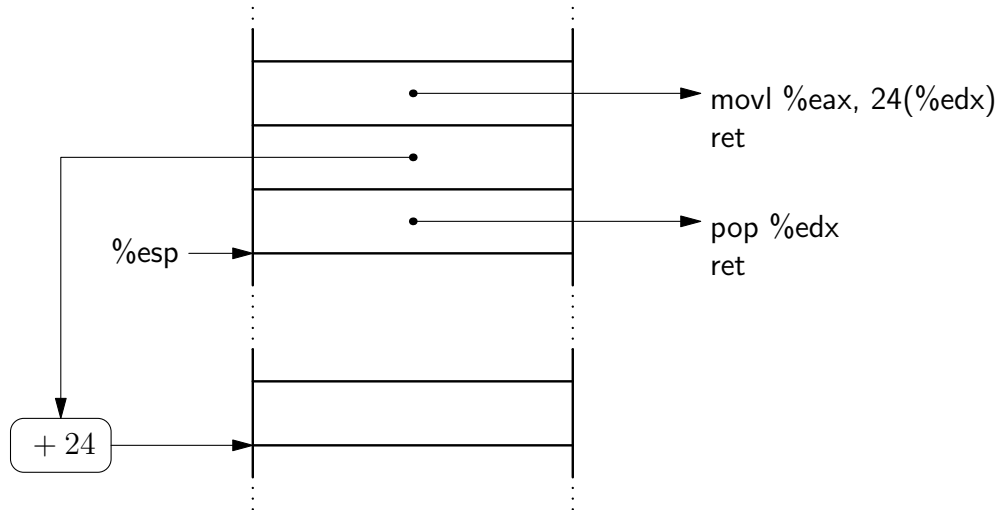 movl %eax, 24(%edx)
ret
pop %edx
ret
%esp
+ 24